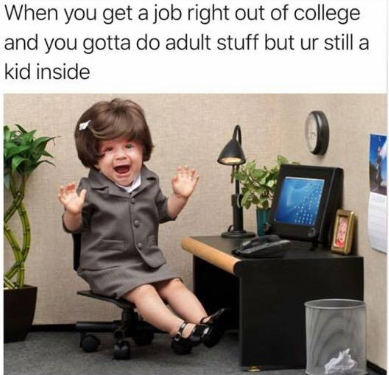 When you get a job right out of college
and you gotta do adult stuff but ur still a
kid inside